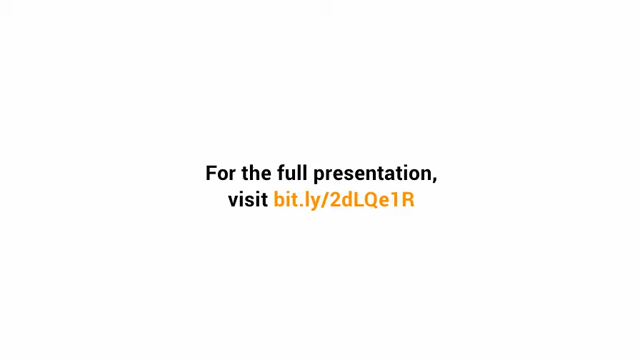 For the full presentation,
visit bit.ly/2dLQe1R